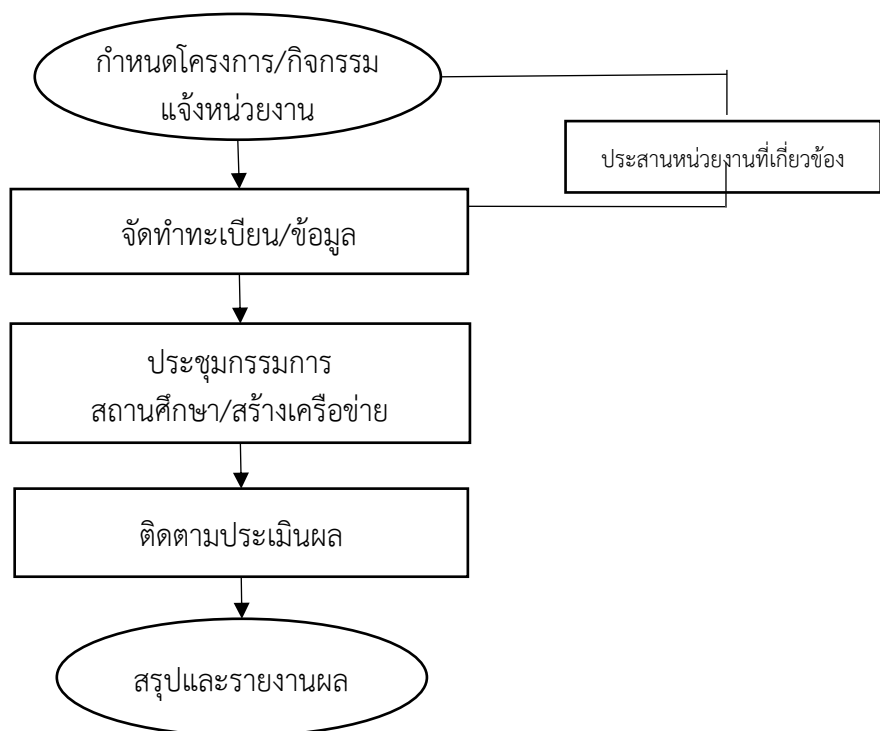 กำหนดโครงการ/กิจกรรม
แจ้งหน่วยงาน
ประสานหน่วยงานที่เกี่ยวข้อง
จัดทำทะเบียน/ข้อมูล
ประชุมกรรมการ
สถานศึกษา/สร้างเครือข่าย
ติดตามประเมินผล
สรุปและรายงานผล